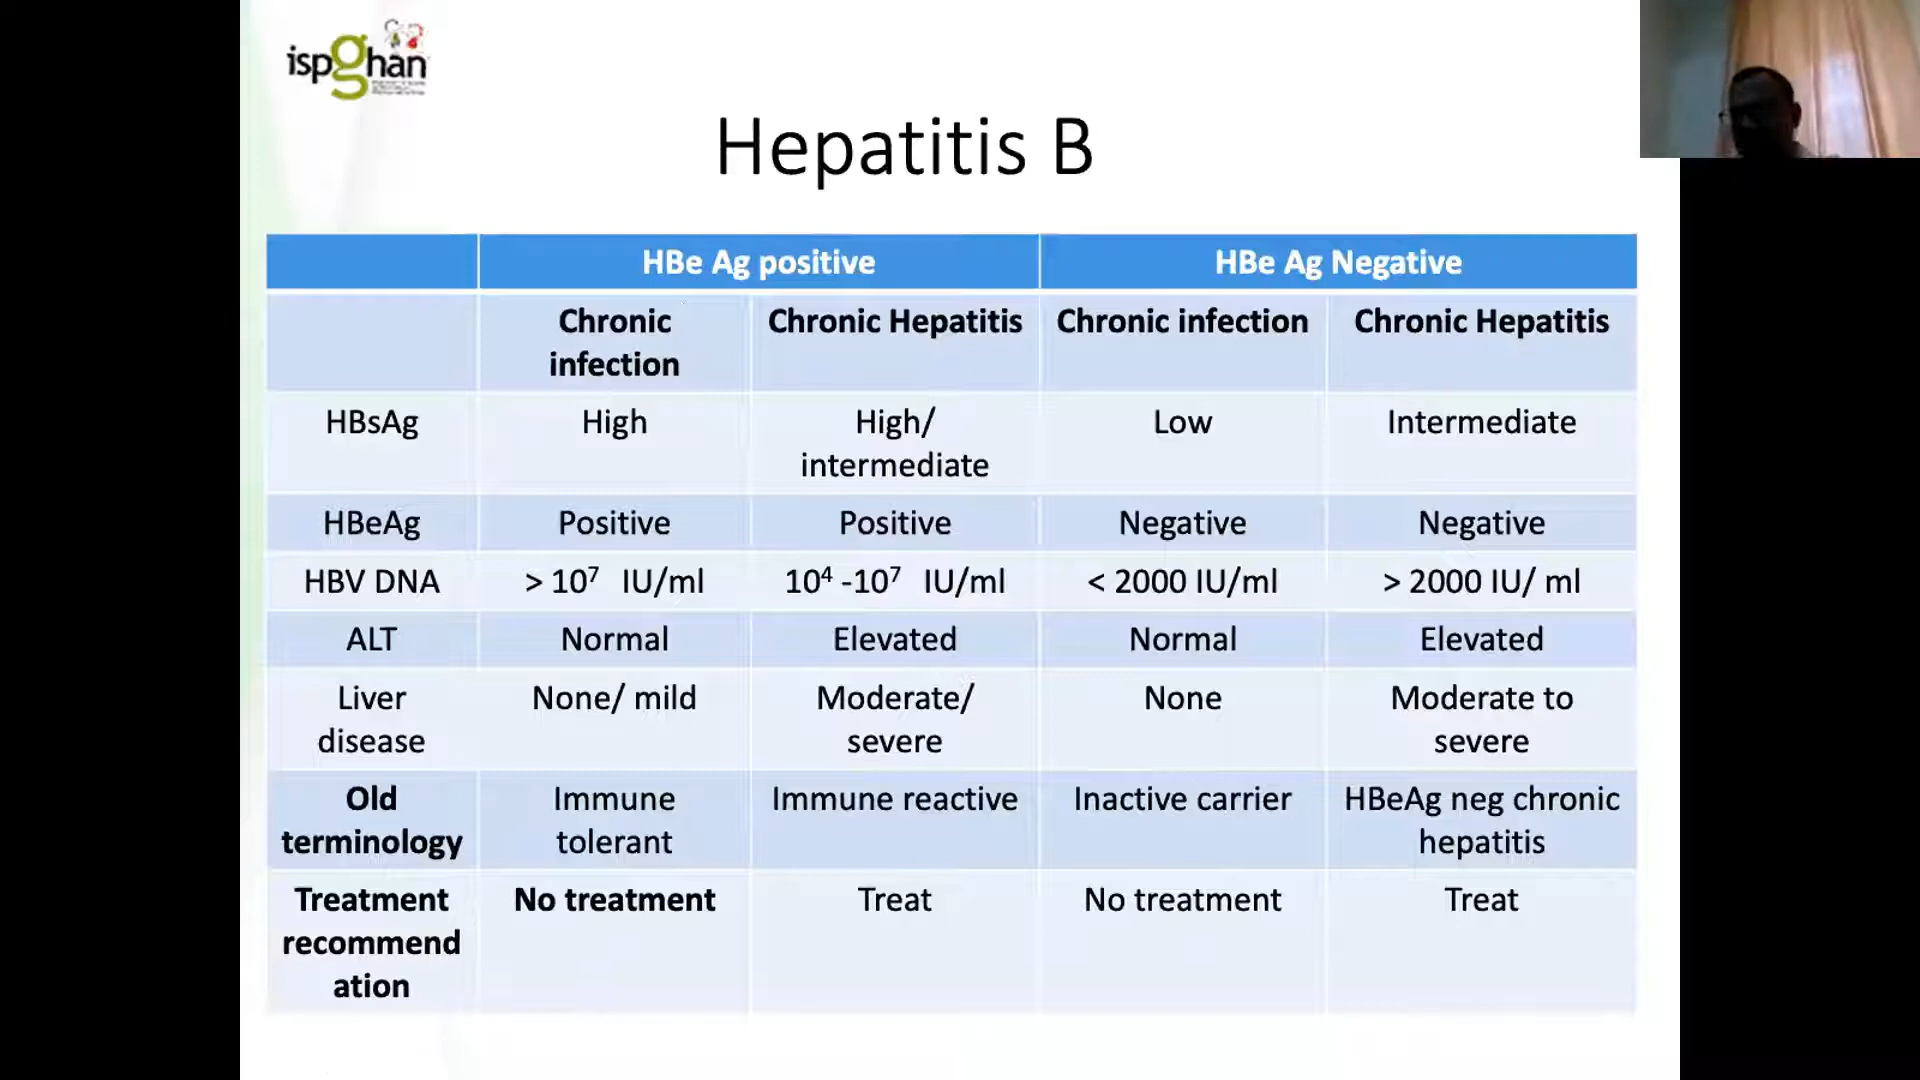 ispghan
Hepatitis B
HBe Ag positive HBe Ag Negative
Chronic Chronic Hepatitis Chronic infection Chronic Hepatitis
infection
HBsAg High High/ Low Intermediate
intermediate
HBeAg Positive Positive Negative Negative
HBV DNA > 10⁷ IU/ml 10⁴ -10⁷ IU/ml < 2000 IU/ml > 2000 IU/ ml
ALT Normal Elevated Normal Elevated
Liver None/ mild Moderate/ None Moderate to
disease severe severe
Old Immune Immune reactive Inactive carrier HBeAg neg chronic
terminology tolerant hepatitis
Treatment No treatment Treat No treatment Treat
recommend
ation